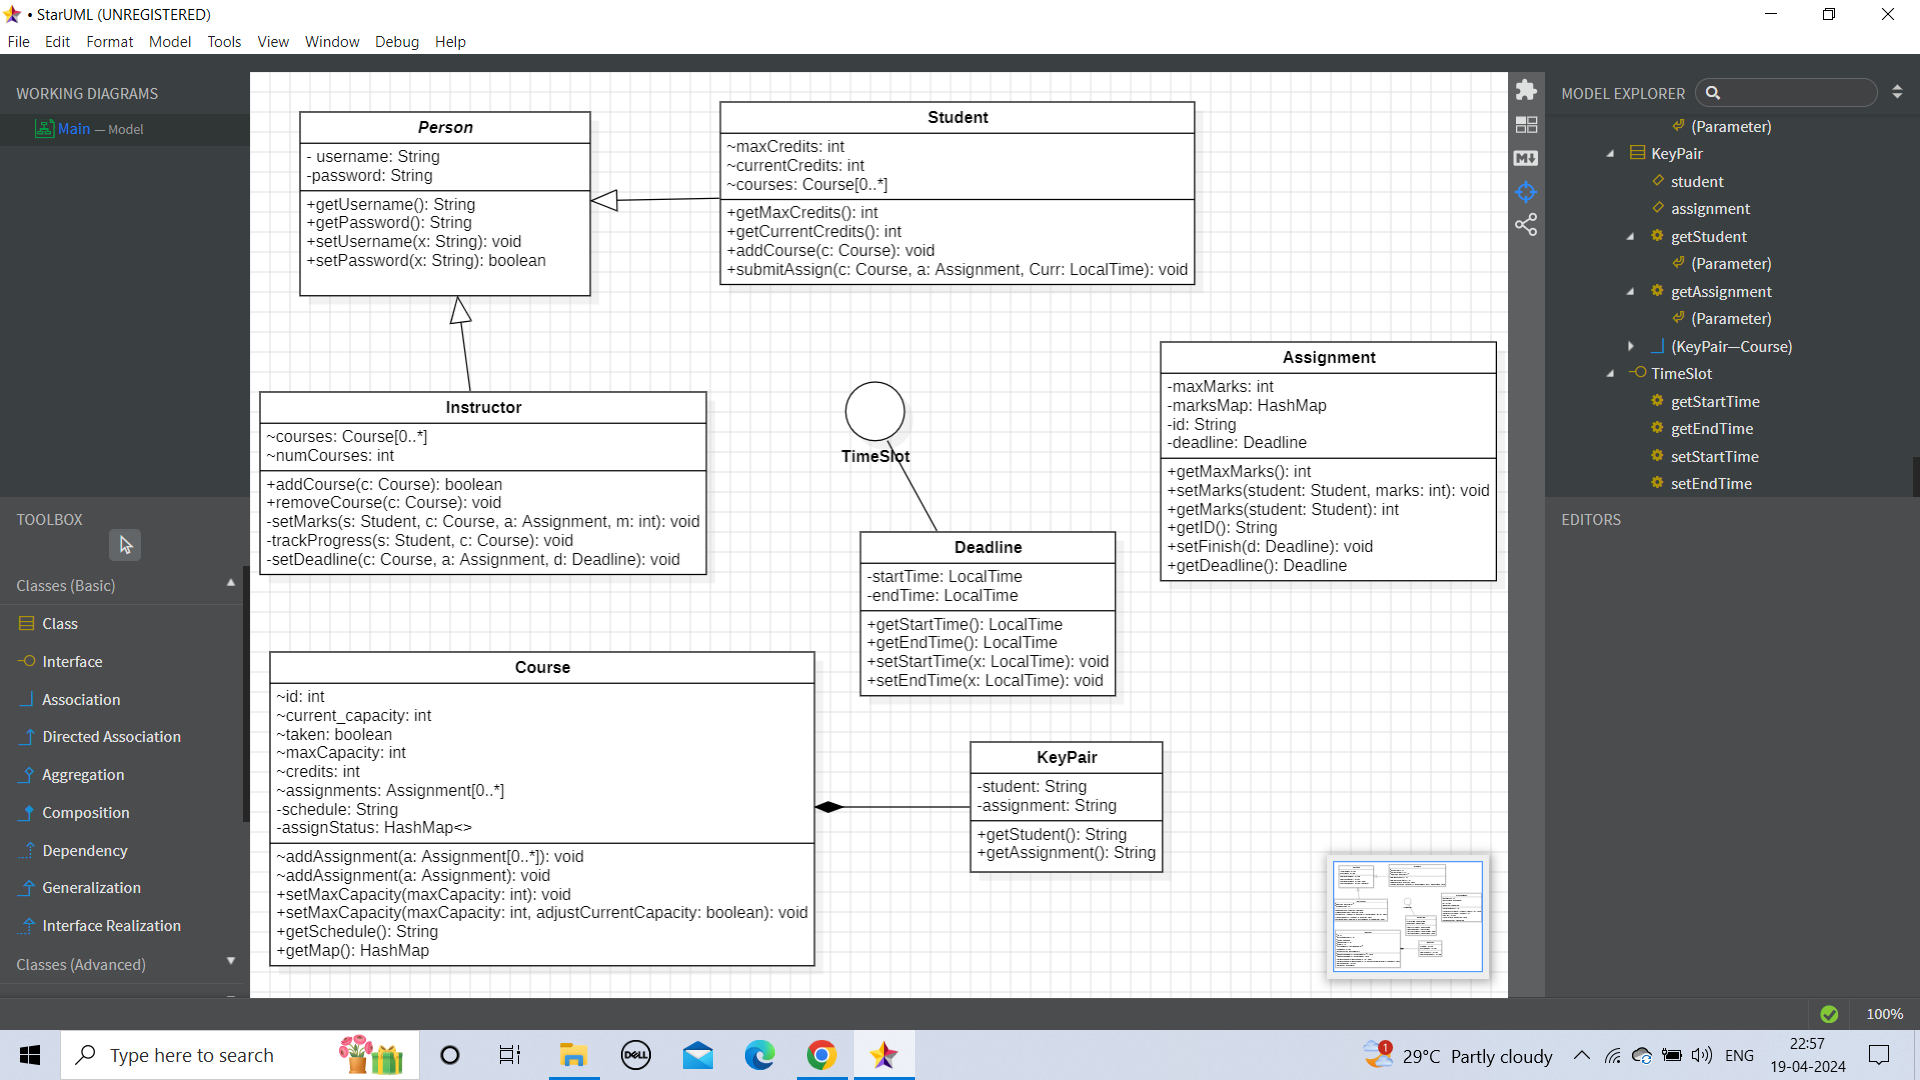 • StarUML (UNREGISTERED)
File Edit Format Model Tools View Window Debug Help
WORKING DIAGRAMS
Main — Model
TOOLBOX
Classes (Basic)
Class
Interface
Association
Directed Association
Aggregation
Composition
Dependency
Generalization
Interface Realization
Classes (Advanced)
Person
- username: String
-password: String
+getUsername(): String
+getPassword(): String
+setUsername(x: String): void
+setPassword(x: String): boolean
Student
~maxCredits: int
~currentCredits: int
~courses: Course[0..*]
+getMaxCredits(): int
+getCurrentCredits(): int
+addCourse(c: Course): void
+submitAssign(c: Course, a: Assignment, Curr: LocalTime): void
Instructor
~courses: Course[0..*]
~numCourses: int
+addCourse(c: Course): boolean
+removeCourse(c: Course): void
-setMarks(s: Student, c: Course, a: Assignment, m: int): void
-trackProgress(s: Student, c: Course): void
-setDeadline(c: Course, a: Assignment, d: Deadline): void
TimeSlot
Assignment
-maxMarks: int
-marksMap: HashMap
-id: String
-deadline: Deadline
+getMaxMarks(): int
+setMarks(student: Student, marks: int): void
+getMarks(student: Student): int
+getID(): String
+setFinish(d: Deadline): void
+getDeadline(): Deadline
Deadline
-startTime: LocalTime
-endTime: LocalTime
+getStartTime(): LocalTime
+getEndTime(): LocalTime
+setStartTime(x: LocalTime): void
+setEndTime(x: LocalTime): void
Course
~id: int
~current_capacity: int
~taken: boolean
~maxCapacity: int
~credits: int
~assignments: Assignment[0..*]
-schedule: String
-assignStatus: HashMap<>
~addAssignment(a: Assignment[0..*]): void
~addAssignment(a: Assignment): void
+setMaxCapacity(maxCapacity: int): void
+setMaxCapacity(maxCapacity: int, adjustCurrentCapacity: boolean): void
+getSchedule(): String
+getMap(): HashMap
KeyPair
-student: String
-assignment: String
+getStudent(): String
+getAssignment(): String
M
MODEL EXPLORER
(Parameter)
KeyPair
student
assignment
getStudent
(Parameter)
getAssignment
(Parameter)
(KeyPair—Course)
TimeSlot
getStartTime
getEndTime
setStartTime
setEndTime
EDITORS
100%
Type here to search
DELL
1
29°C Partly cloudy
ENG
22:57
19-04-2024